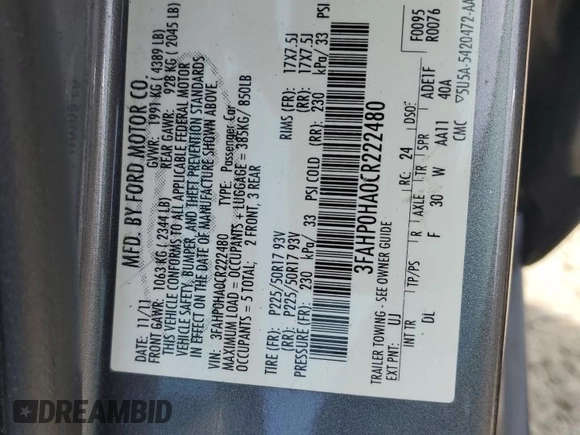 MFD. BY FORD MOTOR CO.
DATE: 11/11 GVWR: 1991 KG ( 4389 LB)
FRONT GAWR: 1063 KG ( 2344 LB) REAR GAWR: 928 KG ( 2045 LB)
THIS VEHICLE CONFORMS TO ALL APPLICABLE FEDERAL MOTOR
VEHICLE SAFETY, BUMPER, AND THEFT PREVENTION STANDARDS
IN EFFECT ON THE DATE OF MANUFACTURE SHOWN ABOVE.
VIN: 3FAHP0HA0CR222480 TYPE: Passenger Car
MAXIMUM LOAD = OCCUPANTS + LUGGAGE = 385KG/ 850LB
OCCUPANTS = 5 TOTAL; 2 FRONT, 3 REAR
TIRE (FR): P225/50R17 93V RIMS (FR): 17X7.5J
(RR): P225/50R17 93V (RR): 17X7.5J
PRESSURE (FR): 230 kPa/ 33 PSI COLD (RR): 230 kPa/ 33 PSI
3FAHP0HA0CR222480
TRAILER TOWING - SEE OWNER GUIDE F0095
EXT PNT: UJ RC: 24 DSO: R0076
INT TR TP/PS R AXLE TR SPR ADE1F
DL F 30 W AA11 40A
CMC ▽5U5A-5420472-AA
DREAMBID